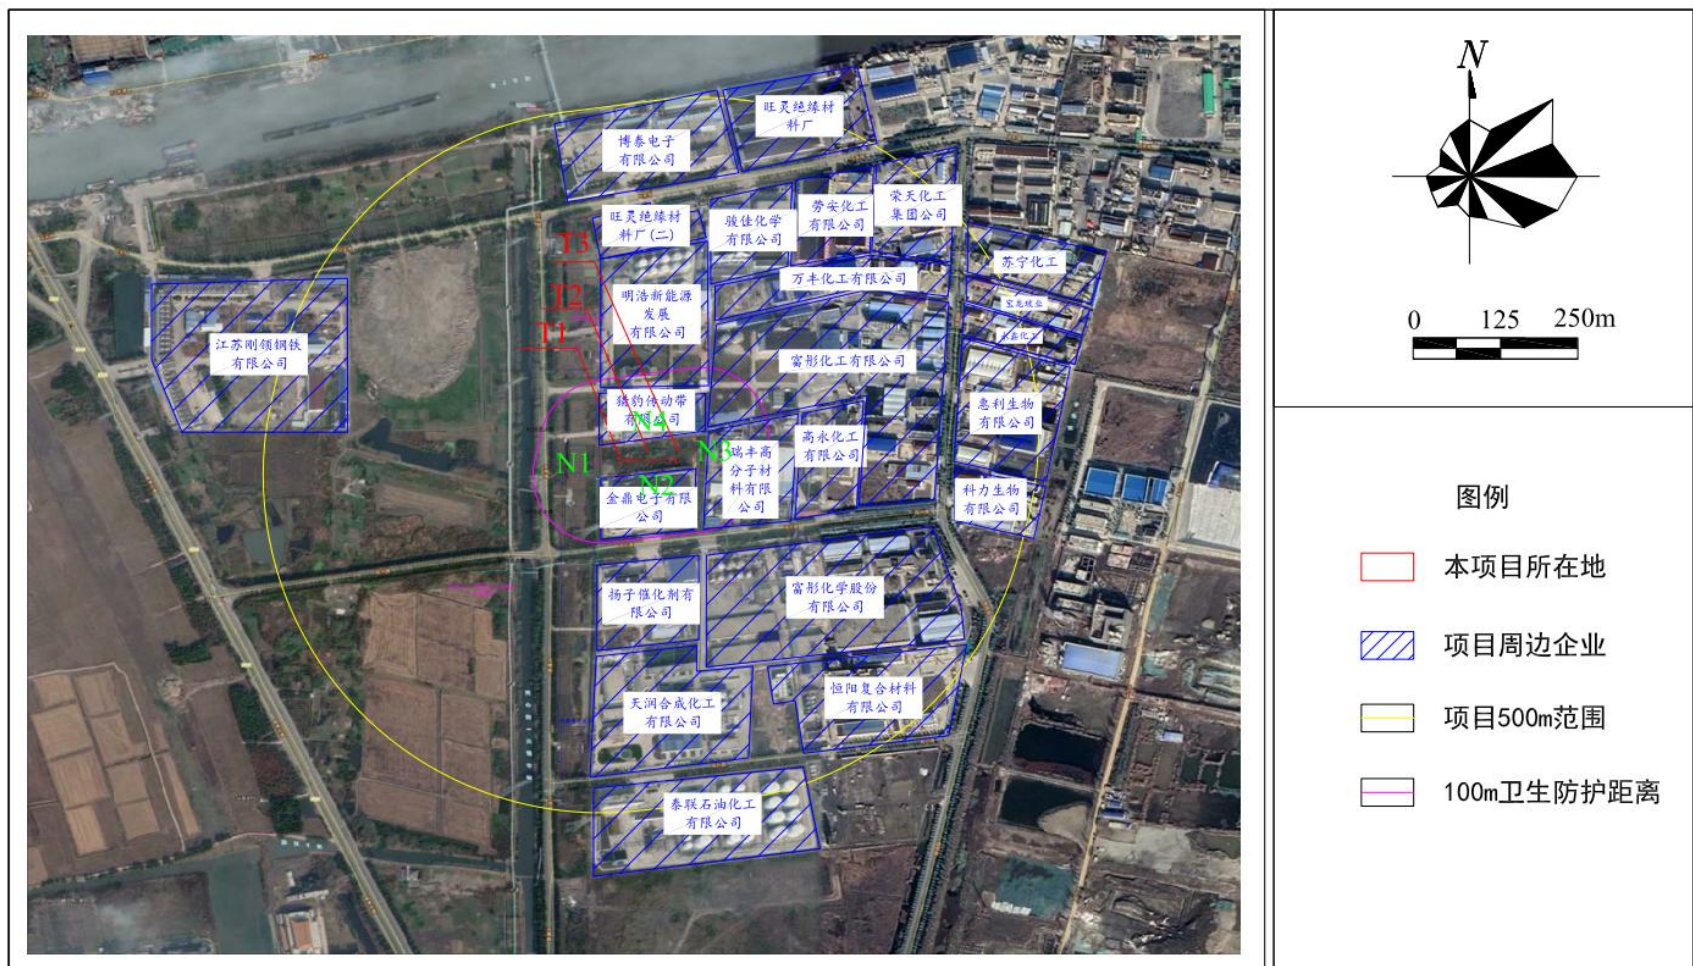 博泰电子
有限公司
旺灵绝缘材
料厂
旺灵绝缘材
料厂(二)
骏佳化学
有限公司
劳安化工
有限公司
荣天化工
集团公司
苏宁化工
T3
T2
T1
明浩新能源
发展
有限公司
万丰化工有限公司
江苏刚领钢铁
有限公司
富彤化工有限公司
猎豹传动带
有限公司
惠利生物
有限公司
高永化工
有限公司
N4
N1
N3
N2
瑞丰高
分子材
料有限
公司
金鼎电子有限
公司
科力生物
有限公司
扬子催化剂有
限公司
富彤化学股份
有限公司
天润合成化工
有限公司
恒阳复合材料
有限公司
泰联石油化工
有限公司
N
0 125 250m
图例
本项目所在地
项目周边企业
项目500m范围
100m卫生防护距离